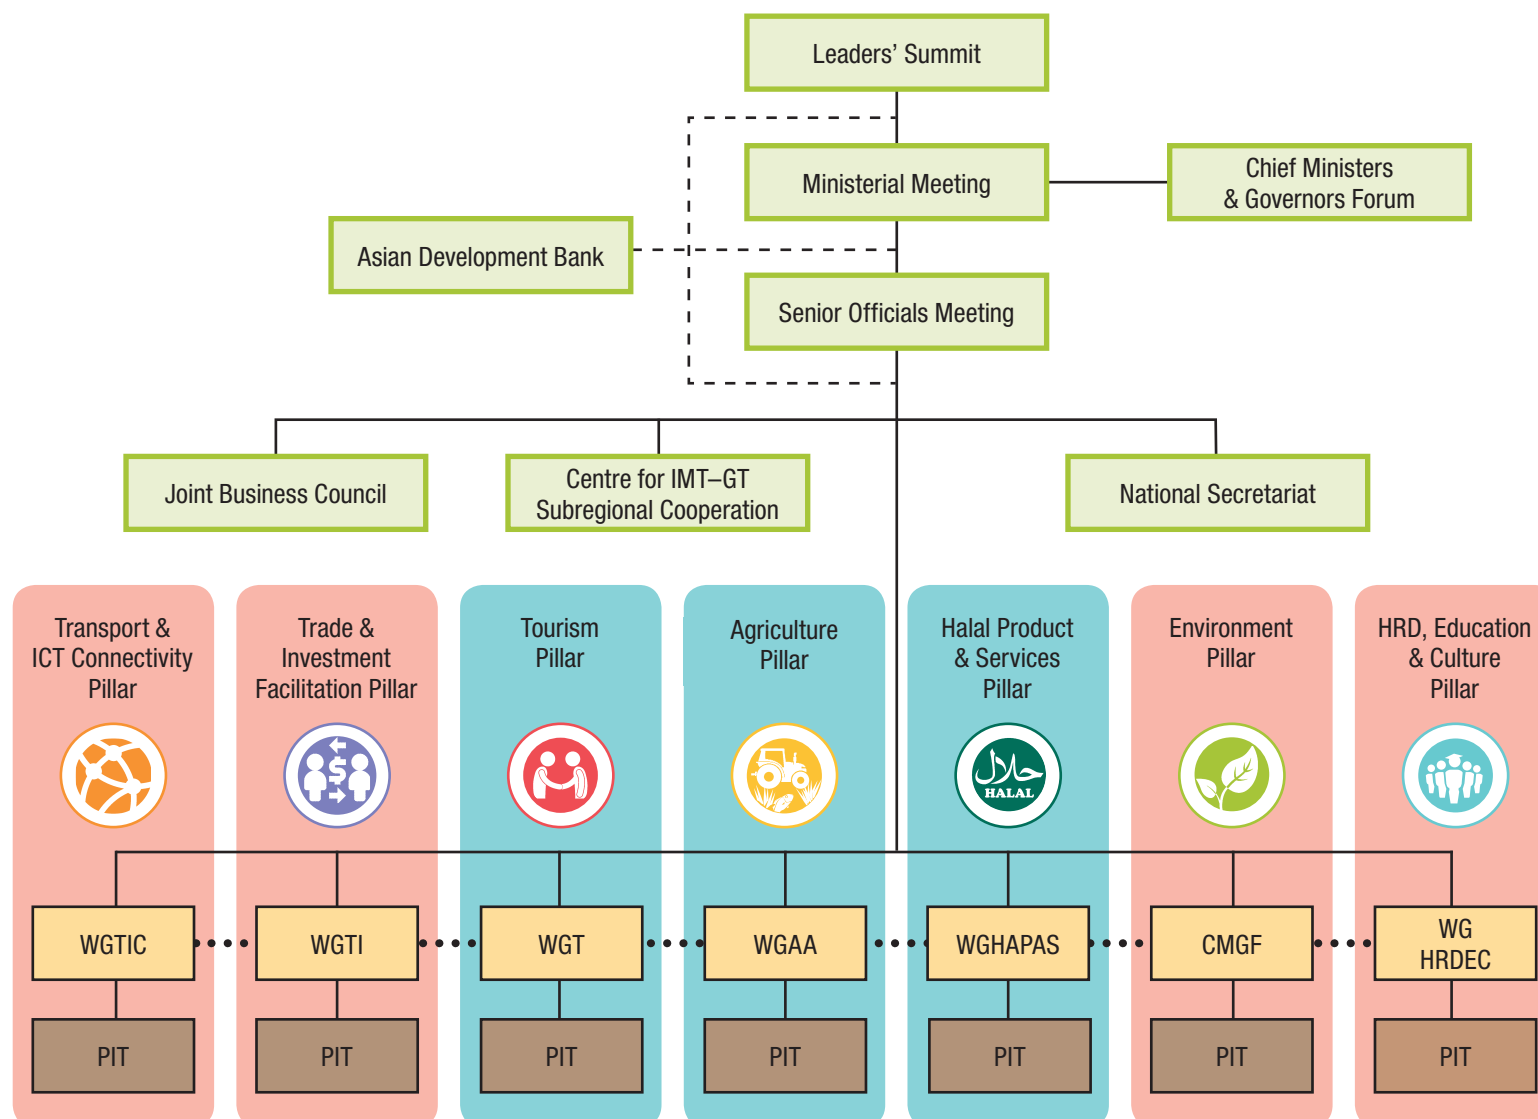 Leaders’ Summit
Ministerial Meeting
Chief Ministers
& Governors Forum
Asian Development Bank
Senior Officials Meeting
Joint Business Council
Centre for IMT–GT
Subregional Cooperation
National Secretariat
Transport &
ICT Connectivity
Pillar
Trade &
Investment
Facilitation Pillar
Tourism
Pillar
Agriculture
Pillar
Halal Product
& Services
Pillar
Environment
Pillar
HRD, Education
& Culture
Pillar
$
حلال
HALAL
WGTIC
WGTI
WGT
WGAA
WGHAPAS
CMGF
WG
HRDEC
PIT
PIT
PIT
PIT
PIT
PIT
PIT